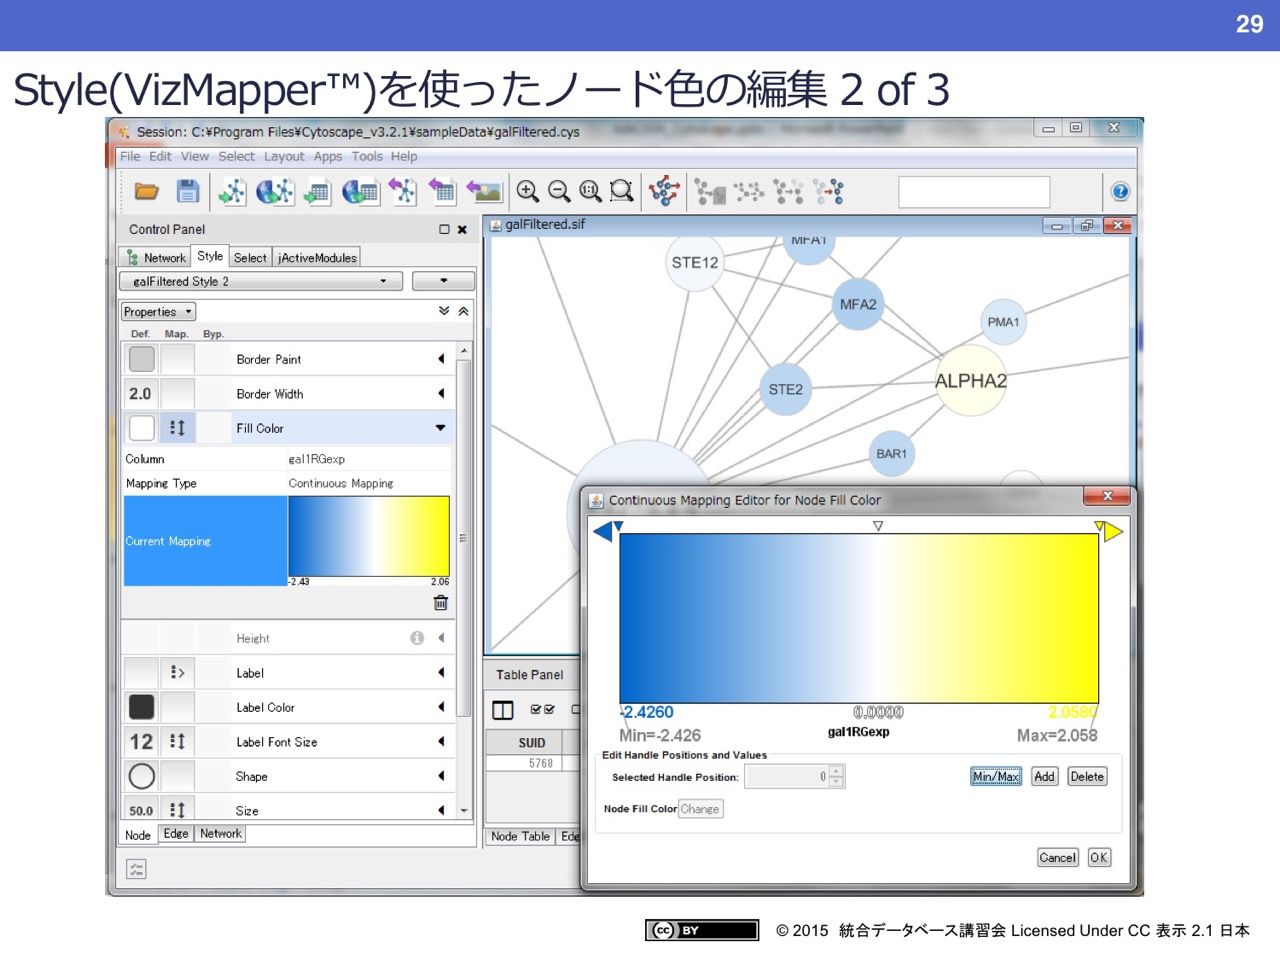 29
Style(VizMapper™)を使ったノード色の編集 2 of 3
Session: C:¥Program Files¥Cytoscape_v3.2.1¥sampleData¥galFiltered.cys
File Edit View Select Layout Apps Tools Help
Control Panel
galFiltered.sif
Network Style Select jActiveModules
galFiltered Style 2
Properties
Def. Map. Byp.
Border Paint
2.0 Border Width
Fill Color
Column gal1RGexp
Mapping Type Continuous Mapping
Current Mapping
-2.43 2.06
Height
Label
Label Color
12 Label Font Size
Shape
50.0 Size
Node Edge Network
MFA1
STE12
MFA2
PMA1
ALPHA2
STE2
BAR1
Table Panel
SUID
5768
Node Table
Continuous Mapping Editor for Node Fill Color
-2.4260 0.0000 2.0580
Min=-2.426 gal1RGexp Max=2.058
Edit Handle Positions and Values
Selected Handle Position: 0 Min/Max Add Delete
Node Fill Color Change
Cancel OK
cc BY © 2015 統合データベース講習会 Licensed Under CC 表示 2.1 日本